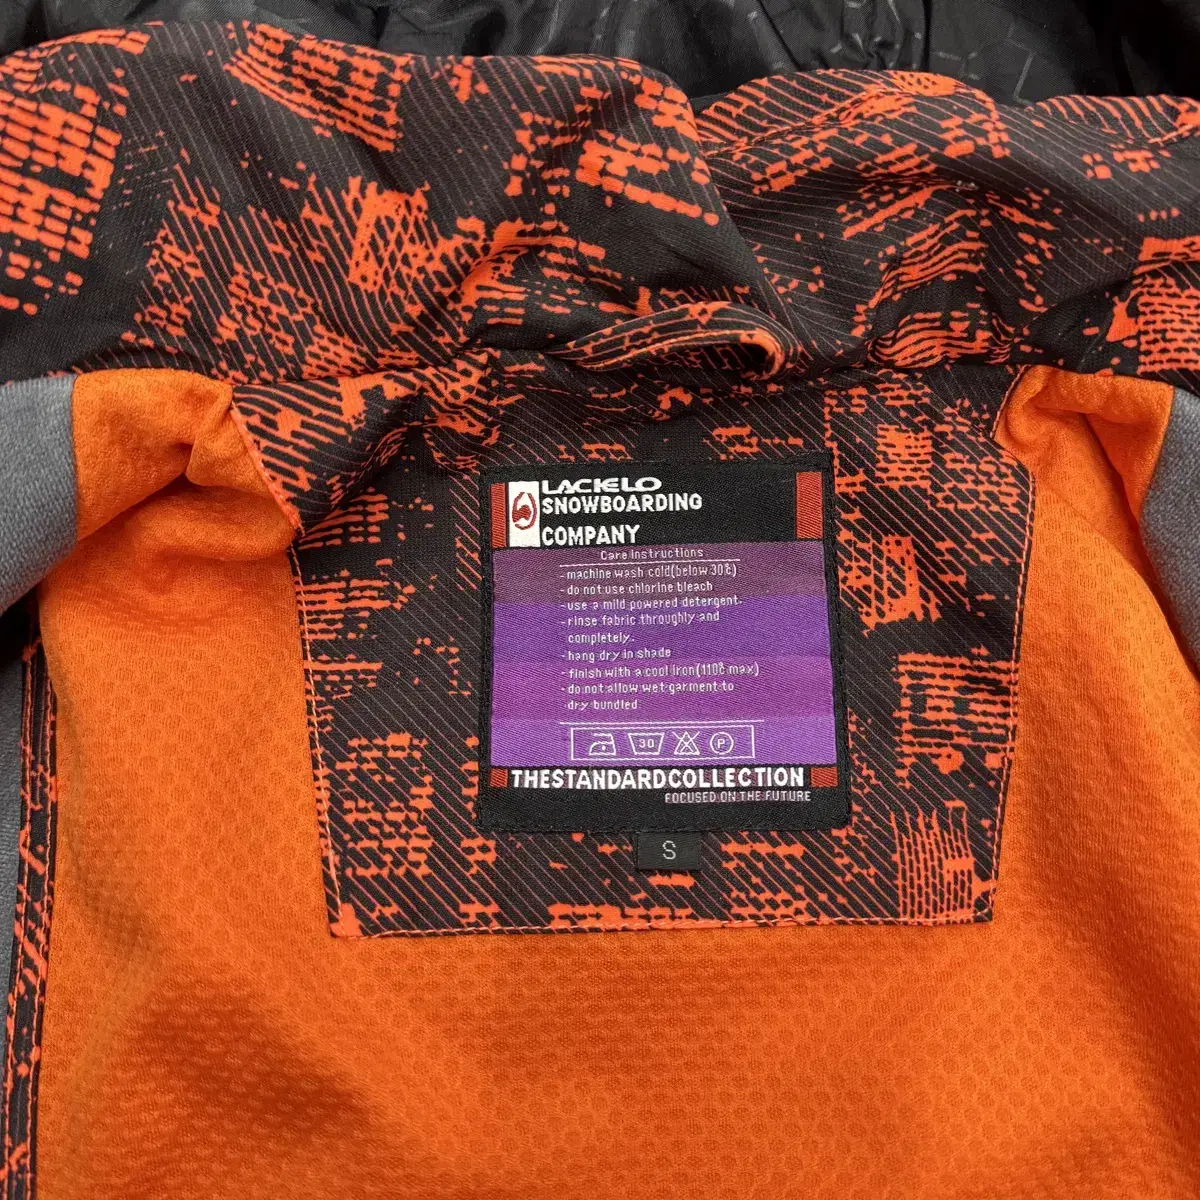 LACIELO
SNOWBOARDING
COMPANY
Care Instructions
- machine wash cold(below 30℃)
- do not use chlorine bleach
- use a mild powered detergent.
- rinse fabric throughly and
completely.
- hang dry in shade
- finish with a cool iron(110℃ max)
- do not allow wet garment to
dry bundled
30
P
THESTANDARDCOLLECTION
FOCUSED ON THE FUTURE
S